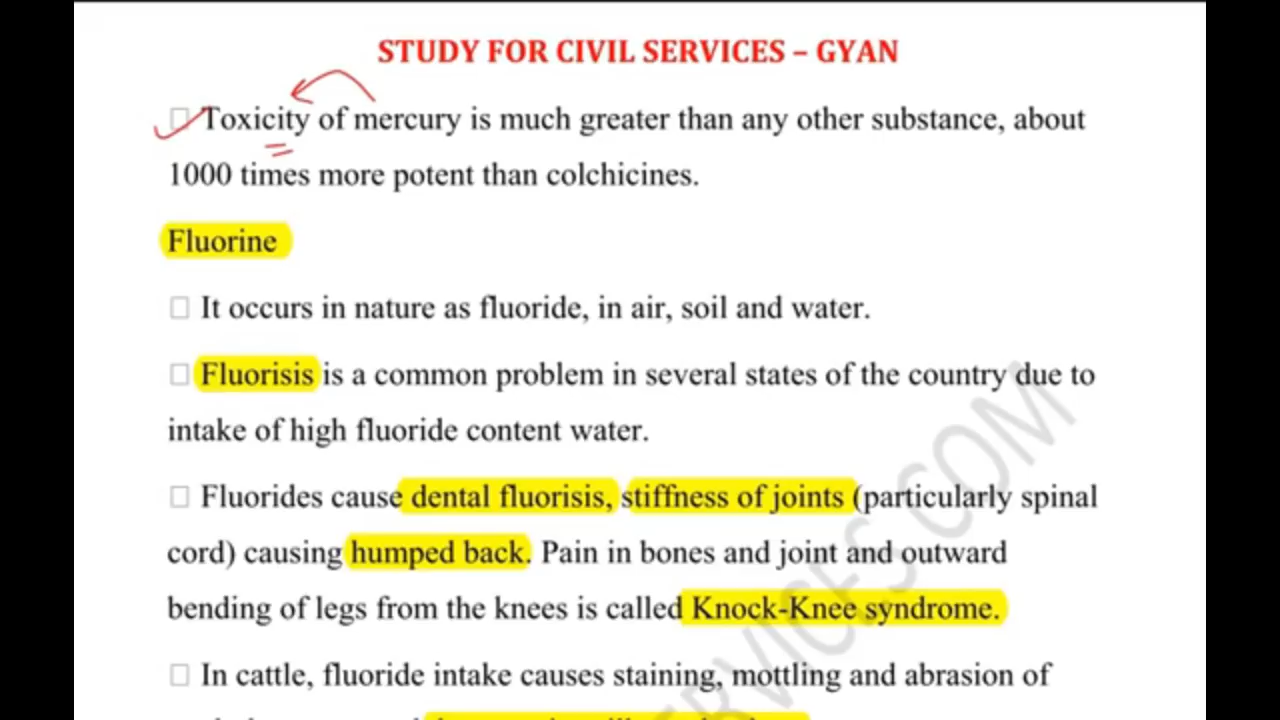 STUDY FOR CIVIL SERVICES – GYAN
Toxicity of mercury is much greater than any other substance, about
1000 times more potent than colchicines.
Fluorine
It occurs in nature as fluoride, in air, soil and water.
Fluorisis is a common problem in several states of the country due to
intake of high fluoride content water.
Fluorides cause dental fluorisis, stiffness of joints (particularly spinal
cord) causing humped back. Pain in bones and joint and outward
bending of legs from the knees is called Knock-Knee syndrome.
In cattle, fluoride intake causes staining, mottling and abrasion of